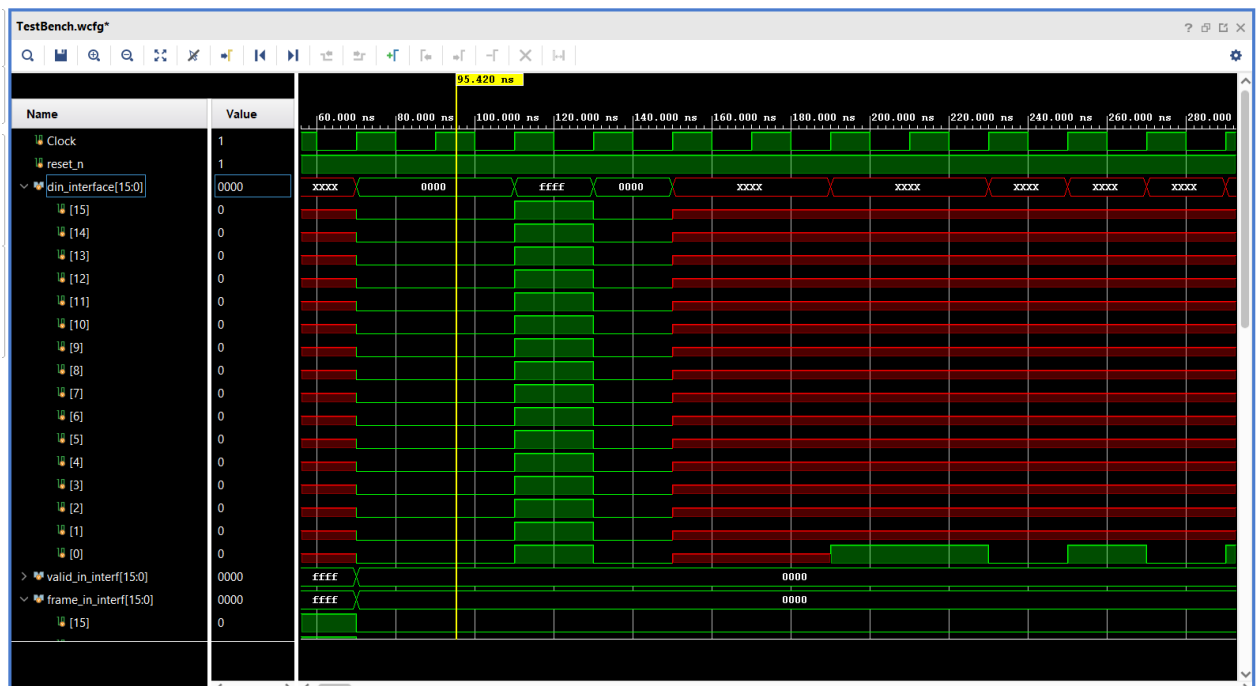 TestBench.wcfg*
95.420 ns
Name Value
60.000 ns 80.000 ns 100.000 ns 120.000 ns 140.000 ns 160.000 ns 180.000 ns 200.000 ns 220.000 ns 240.000 ns 260.000 ns 280.000
Clock 1
reset_n 1
din_interface[15:0] 0000 XXXX 0000 ffff 0000 XXXX XXXX XXXX XXXX XXXX
[15] 0
[14] 0
[13] 0
[12] 0
[11] 0
[10] 0
[9] 0
[8] 0
[7] 0
[6] 0
[5] 0
[4] 0
[3] 0
[2] 0
[1] 0
[0] 0
valid_in_interf[15:0] 0000 ffff 0000
frame_in_interf[15:0] 0000 ffff 0000
[15] 0